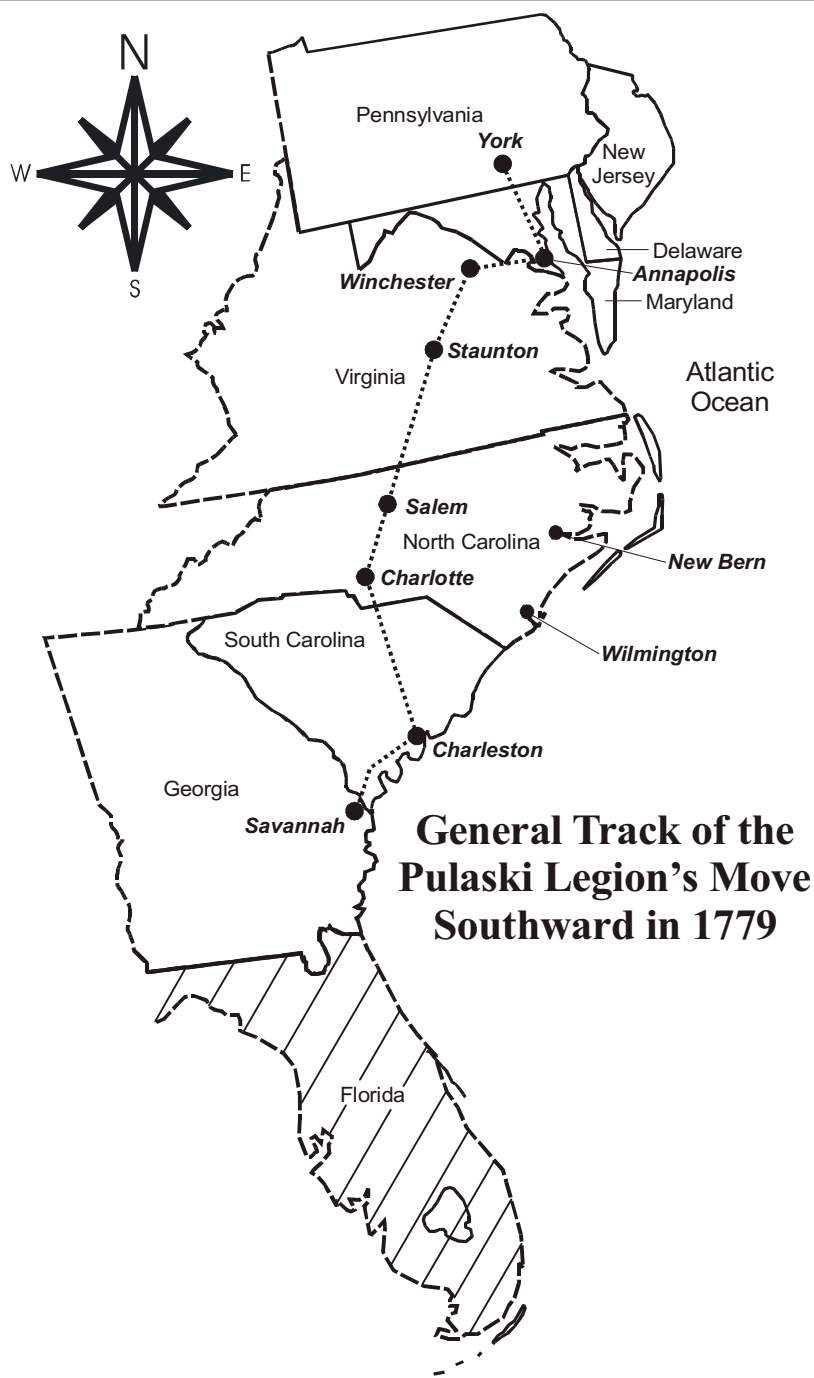 N
W
E
S
Pennsylvania
York
New
Jersey
Delaware
Annapolis
Maryland
Winchester
Staunton
Virginia
Atlantic
Ocean
Salem
North Carolina
New Bern
Charlotte
South Carolina
Wilmington
Charleston
Georgia
Savannah
General Track of the
Pulaski Legion’s Move
Southward in 1779
Florida